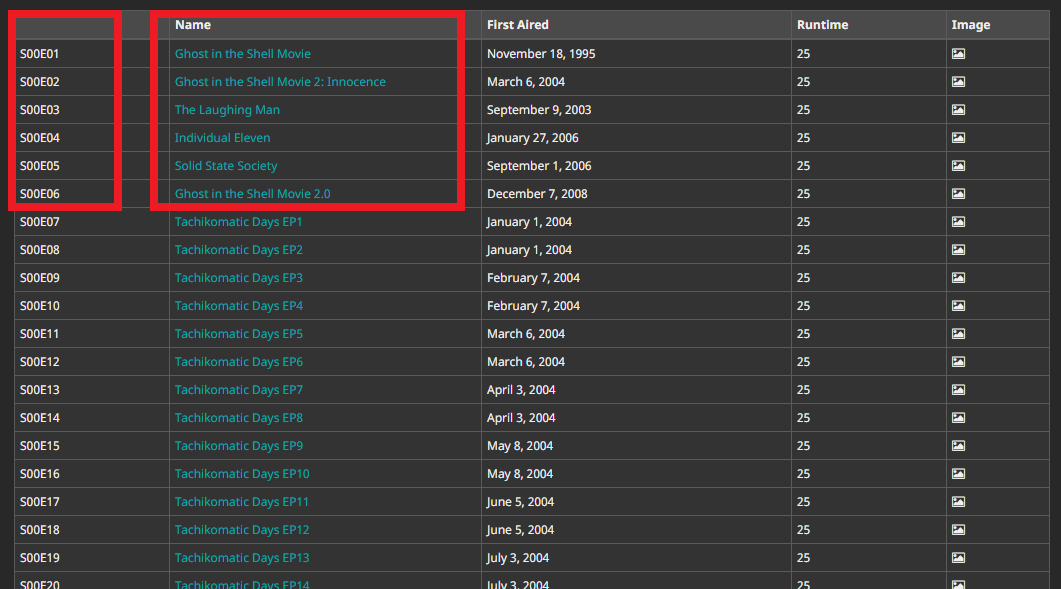 Name First Aired Runtime Image
S00E01 Ghost in the Shell Movie November 18, 1995 25
S00E02 Ghost in the Shell Movie 2: Innocence March 6, 2004 25
S00E03 The Laughing Man September 9, 2003 25
S00E04 Individual Eleven January 27, 2006 25
S00E05 Solid State Society September 1, 2006 25
S00E06 Ghost in the Shell Movie 2.0 December 7, 2008 25
S00E07 Tachikomatic Days EP1 January 1, 2004 25
S00E08 Tachikomatic Days EP2 January 1, 2004 25
S00E09 Tachikomatic Days EP3 February 7, 2004 25
S00E10 Tachikomatic Days EP4 February 7, 2004 25
S00E11 Tachikomatic Days EP5 March 6, 2004 25
S00E12 Tachikomatic Days EP6 March 6, 2004 25
S00E13 Tachikomatic Days EP7 April 3, 2004 25
S00E14 Tachikomatic Days EP8 April 3, 2004 25
S00E15 Tachikomatic Days EP9 May 8, 2004 25
S00E16 Tachikomatic Days EP10 May 8, 2004 25
S00E17 Tachikomatic Days EP11 June 5, 2004 25
S00E18 Tachikomatic Days EP12 June 5, 2004 25
S00E19 Tachikomatic Days EP13 July 3, 2004 25
S00E20 Tachikomatic Days EP14 July 3, 2004 25